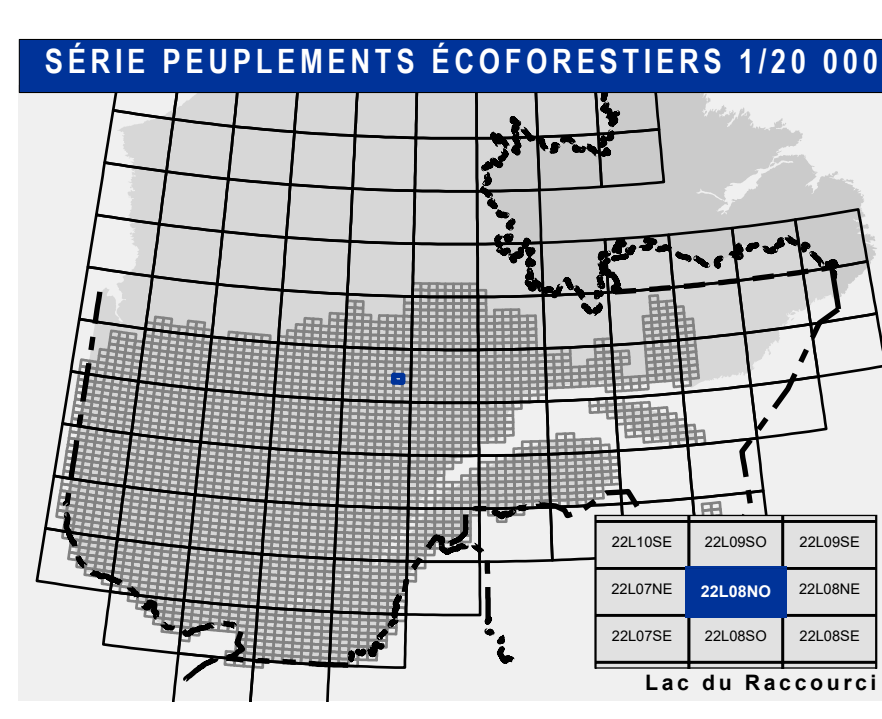 SÉRIE PEUPLEMENTS ÉCOFORESTIERS 1/20 000
22L10SE 22L09SO 22L09SE
22L07NE 22L08NO 22L08NE
22L07SE 22L08SO 22L08SE
Lac du Raccourci